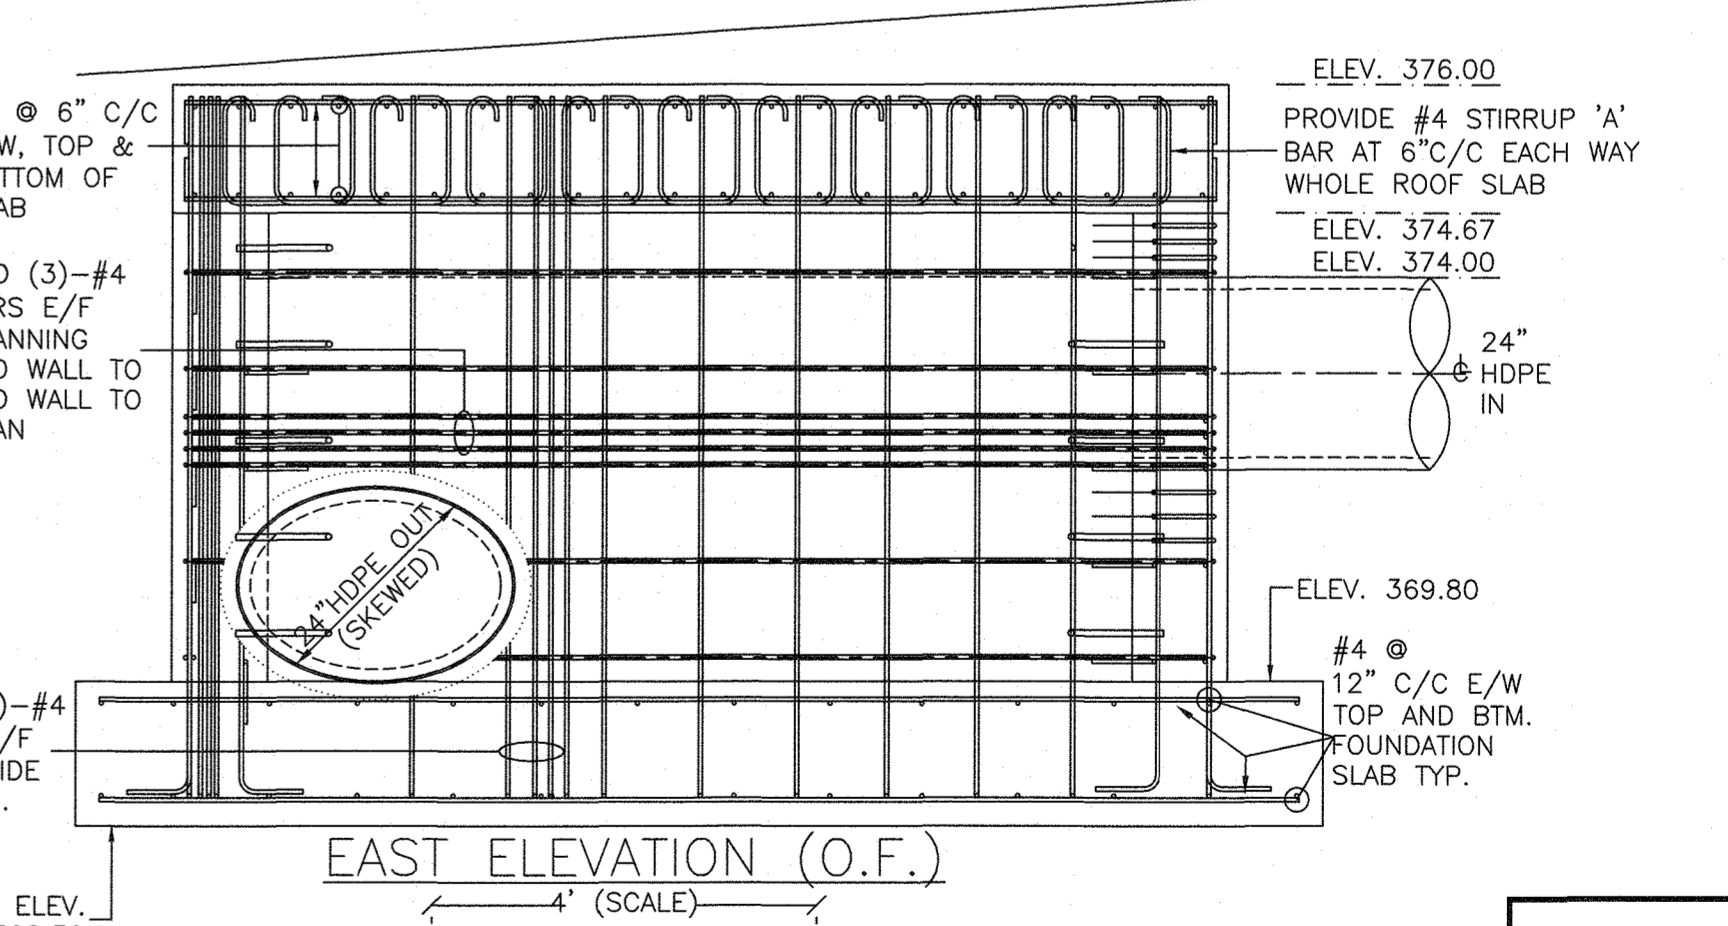 @ 6" C/C
W, TOP &
TTOM OF
AB
(3)-#4
RS E/F
ANNING
WALL TO
WALL TO
AN
)-#4
/F
IDE
.
ELEV.
ELEV. 376.00
PROVIDE #4 STIRRUP 'A'
BAR AT 6"C/C EACH WAY
WHOLE ROOF SLAB
ELEV. 374.67
ELEV. 374.00
24"
HDPE
IN
24"HDPE OUT
(SKEWED)
ELEV. 369.80
#4 @
12" C/C E/W
TOP AND BTM.
FOUNDATION
SLAB TYP.
EAST ELEVATION (O.F.)
4' (SCALE)